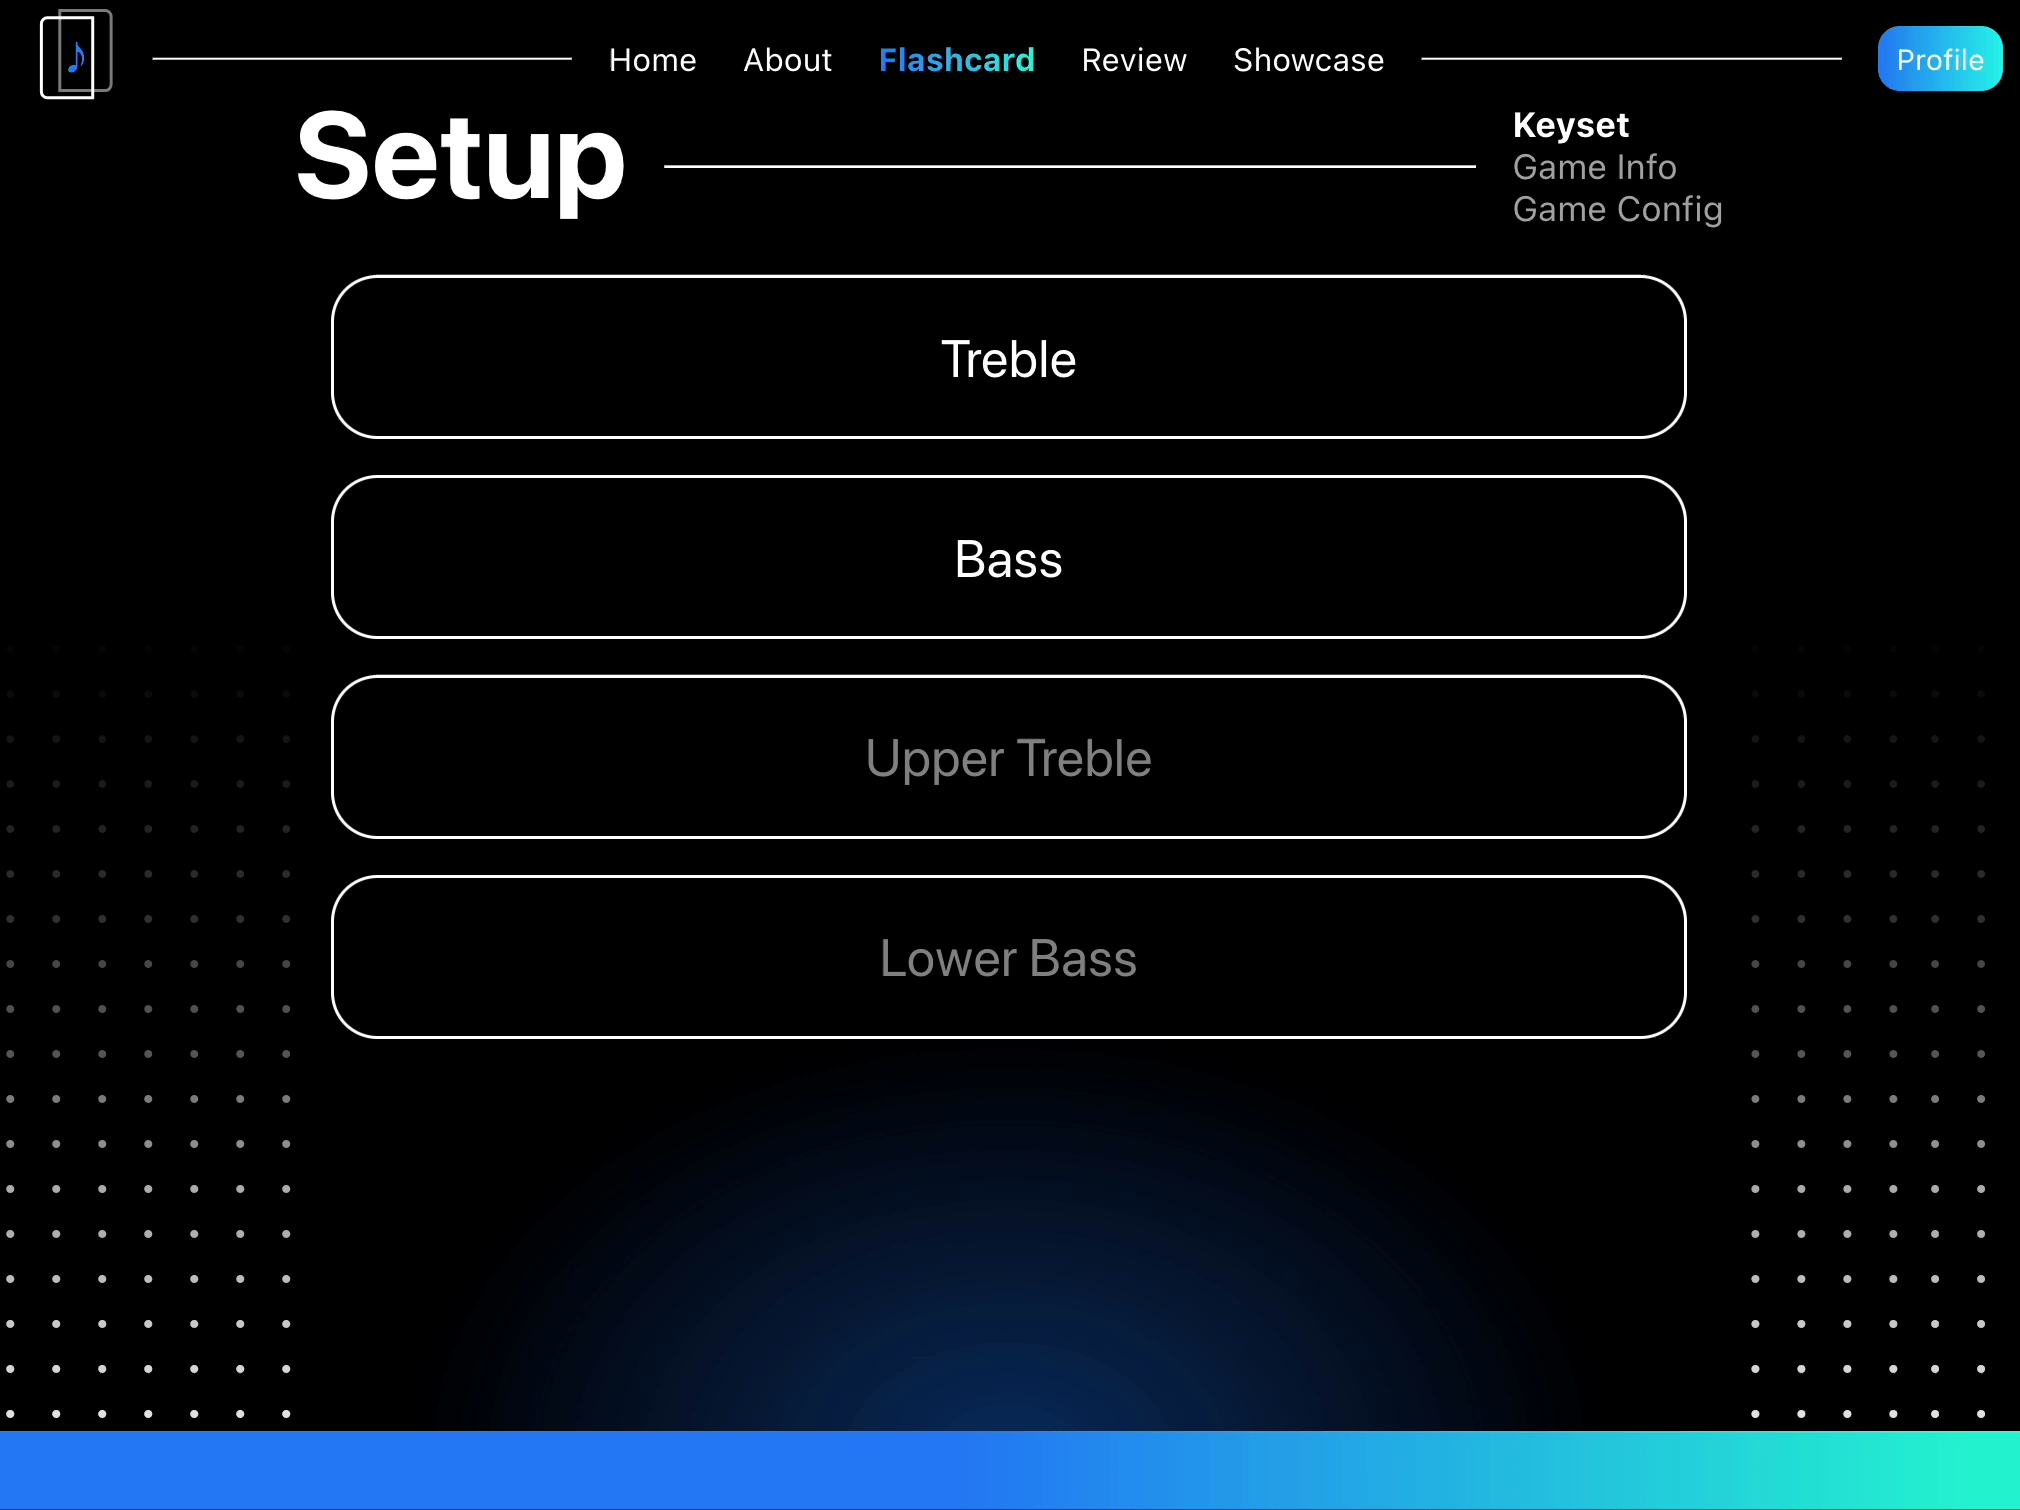 Home
About
Flashcard
Review
Showcase
Profile
Setup
Keyset
Game Info
Game Config
Treble
Bass
Upper Treble
Lower Bass